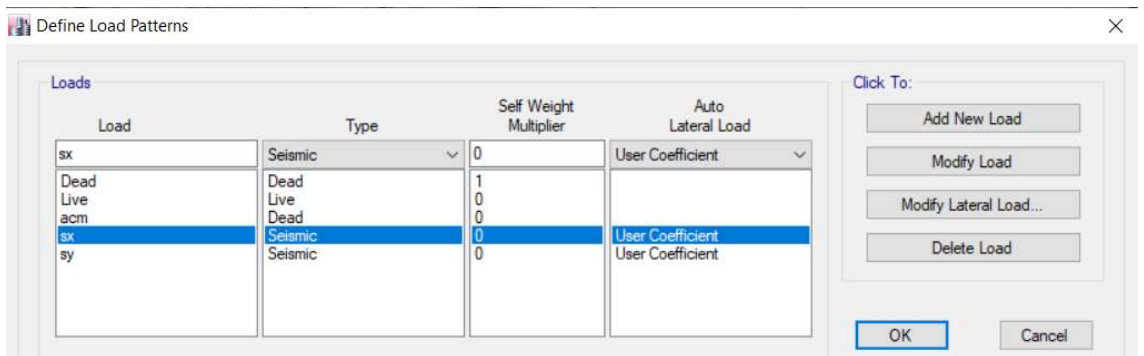 Define Load Patterns
Loads
Click To:
Load Type Self Weight Multiplier Auto Lateral Load
sx Seismic 0 User Coefficient
Dead Dead 1
Live Live 0
acm Dead 0
sx Seismic 0 User Coefficient
sy Seismic 0 User Coefficient
Add New Load
Modify Load
Modify Lateral Load...
Delete Load
OK Cancel